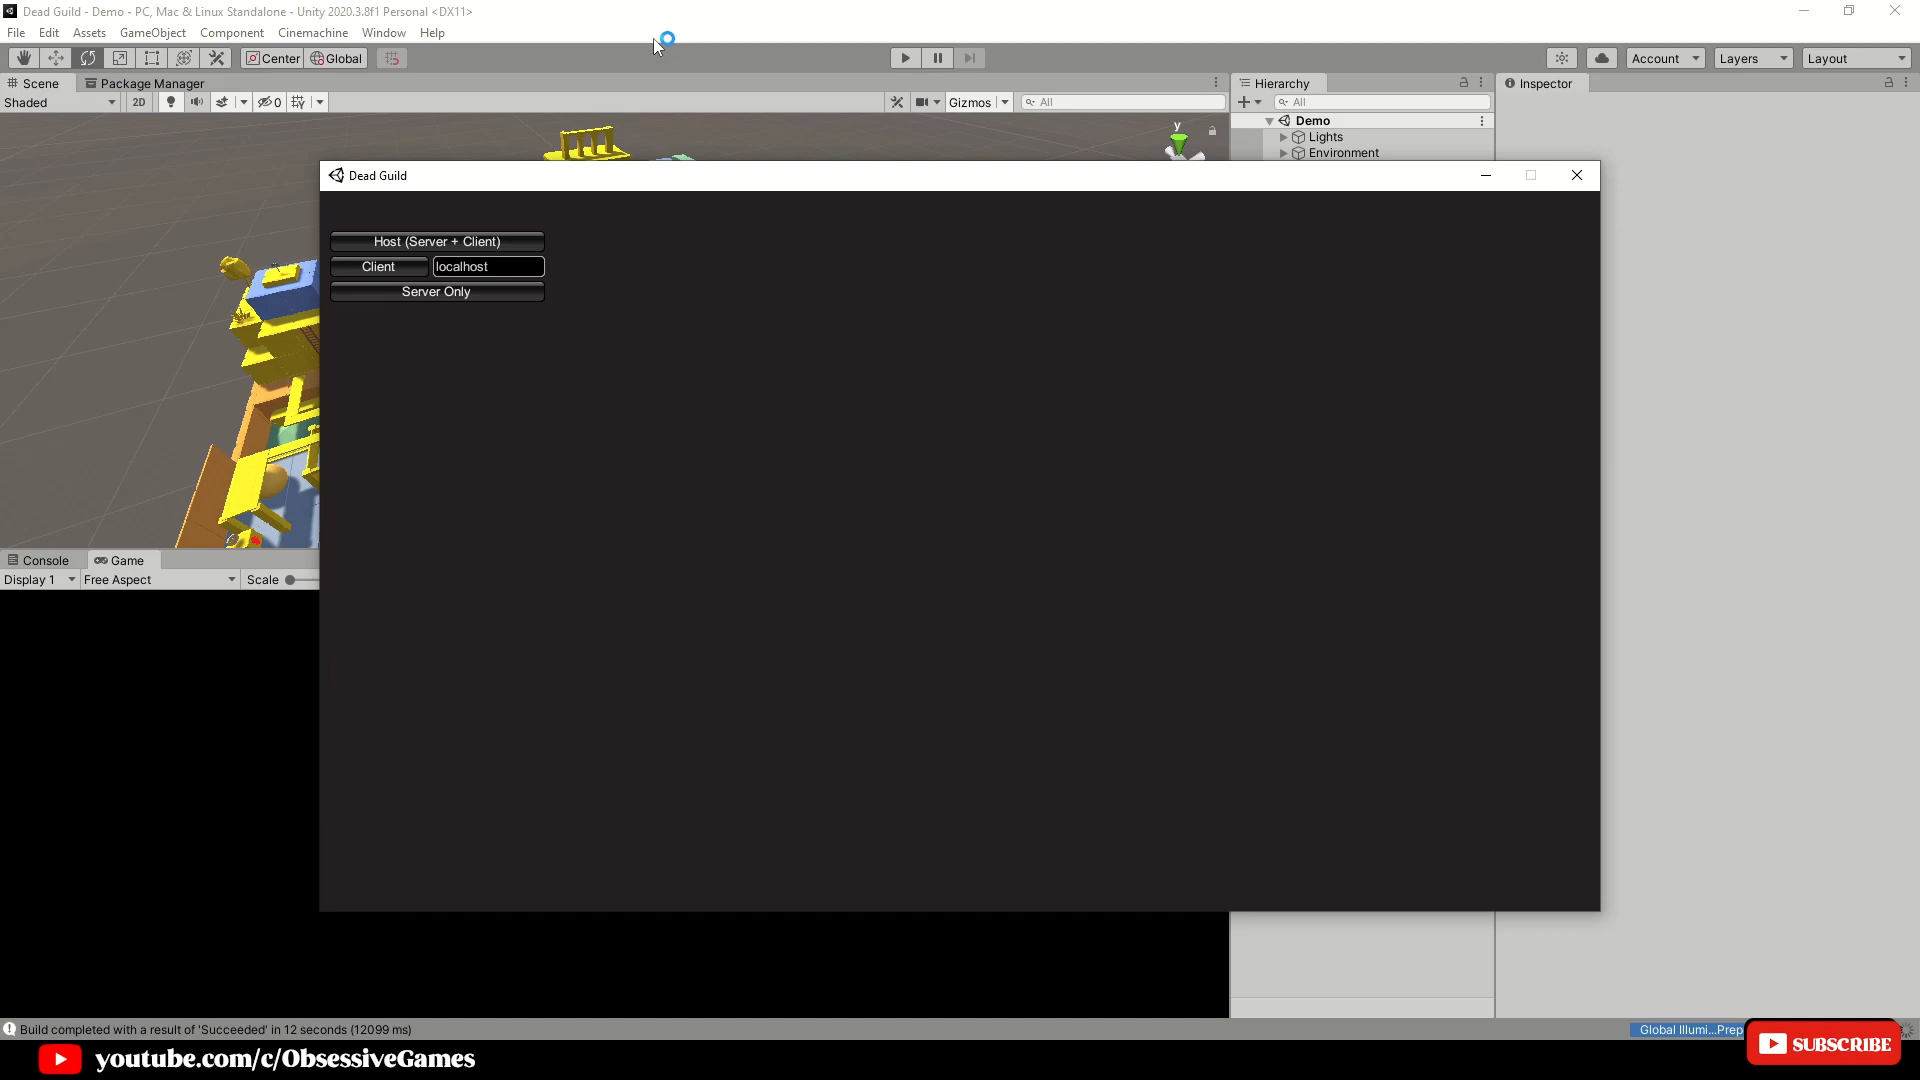 Dead Guild - Demo - PC, Mac & Linux Standalone - Unity 2020.3.8f1 Personal <DX11>
File Edit Assets GameObject Component Cinemachine Window Help
Center Global Account Layers Layout
Scene Package Manager Hierarchy Inspector
Shaded 2D 0 Gizmos All All
Demo
Lights
Environment
y
Dead Guild
Host (Server + Client)
Client localhost
Server Only
Console Game
Display 1 Free Aspect Scale
Build completed with a result of 'Succeeded' in 12 seconds (12099 ms)
Global Illumi...Prep
youtube.com/c/ObsessiveGames
SUBSCRIBE